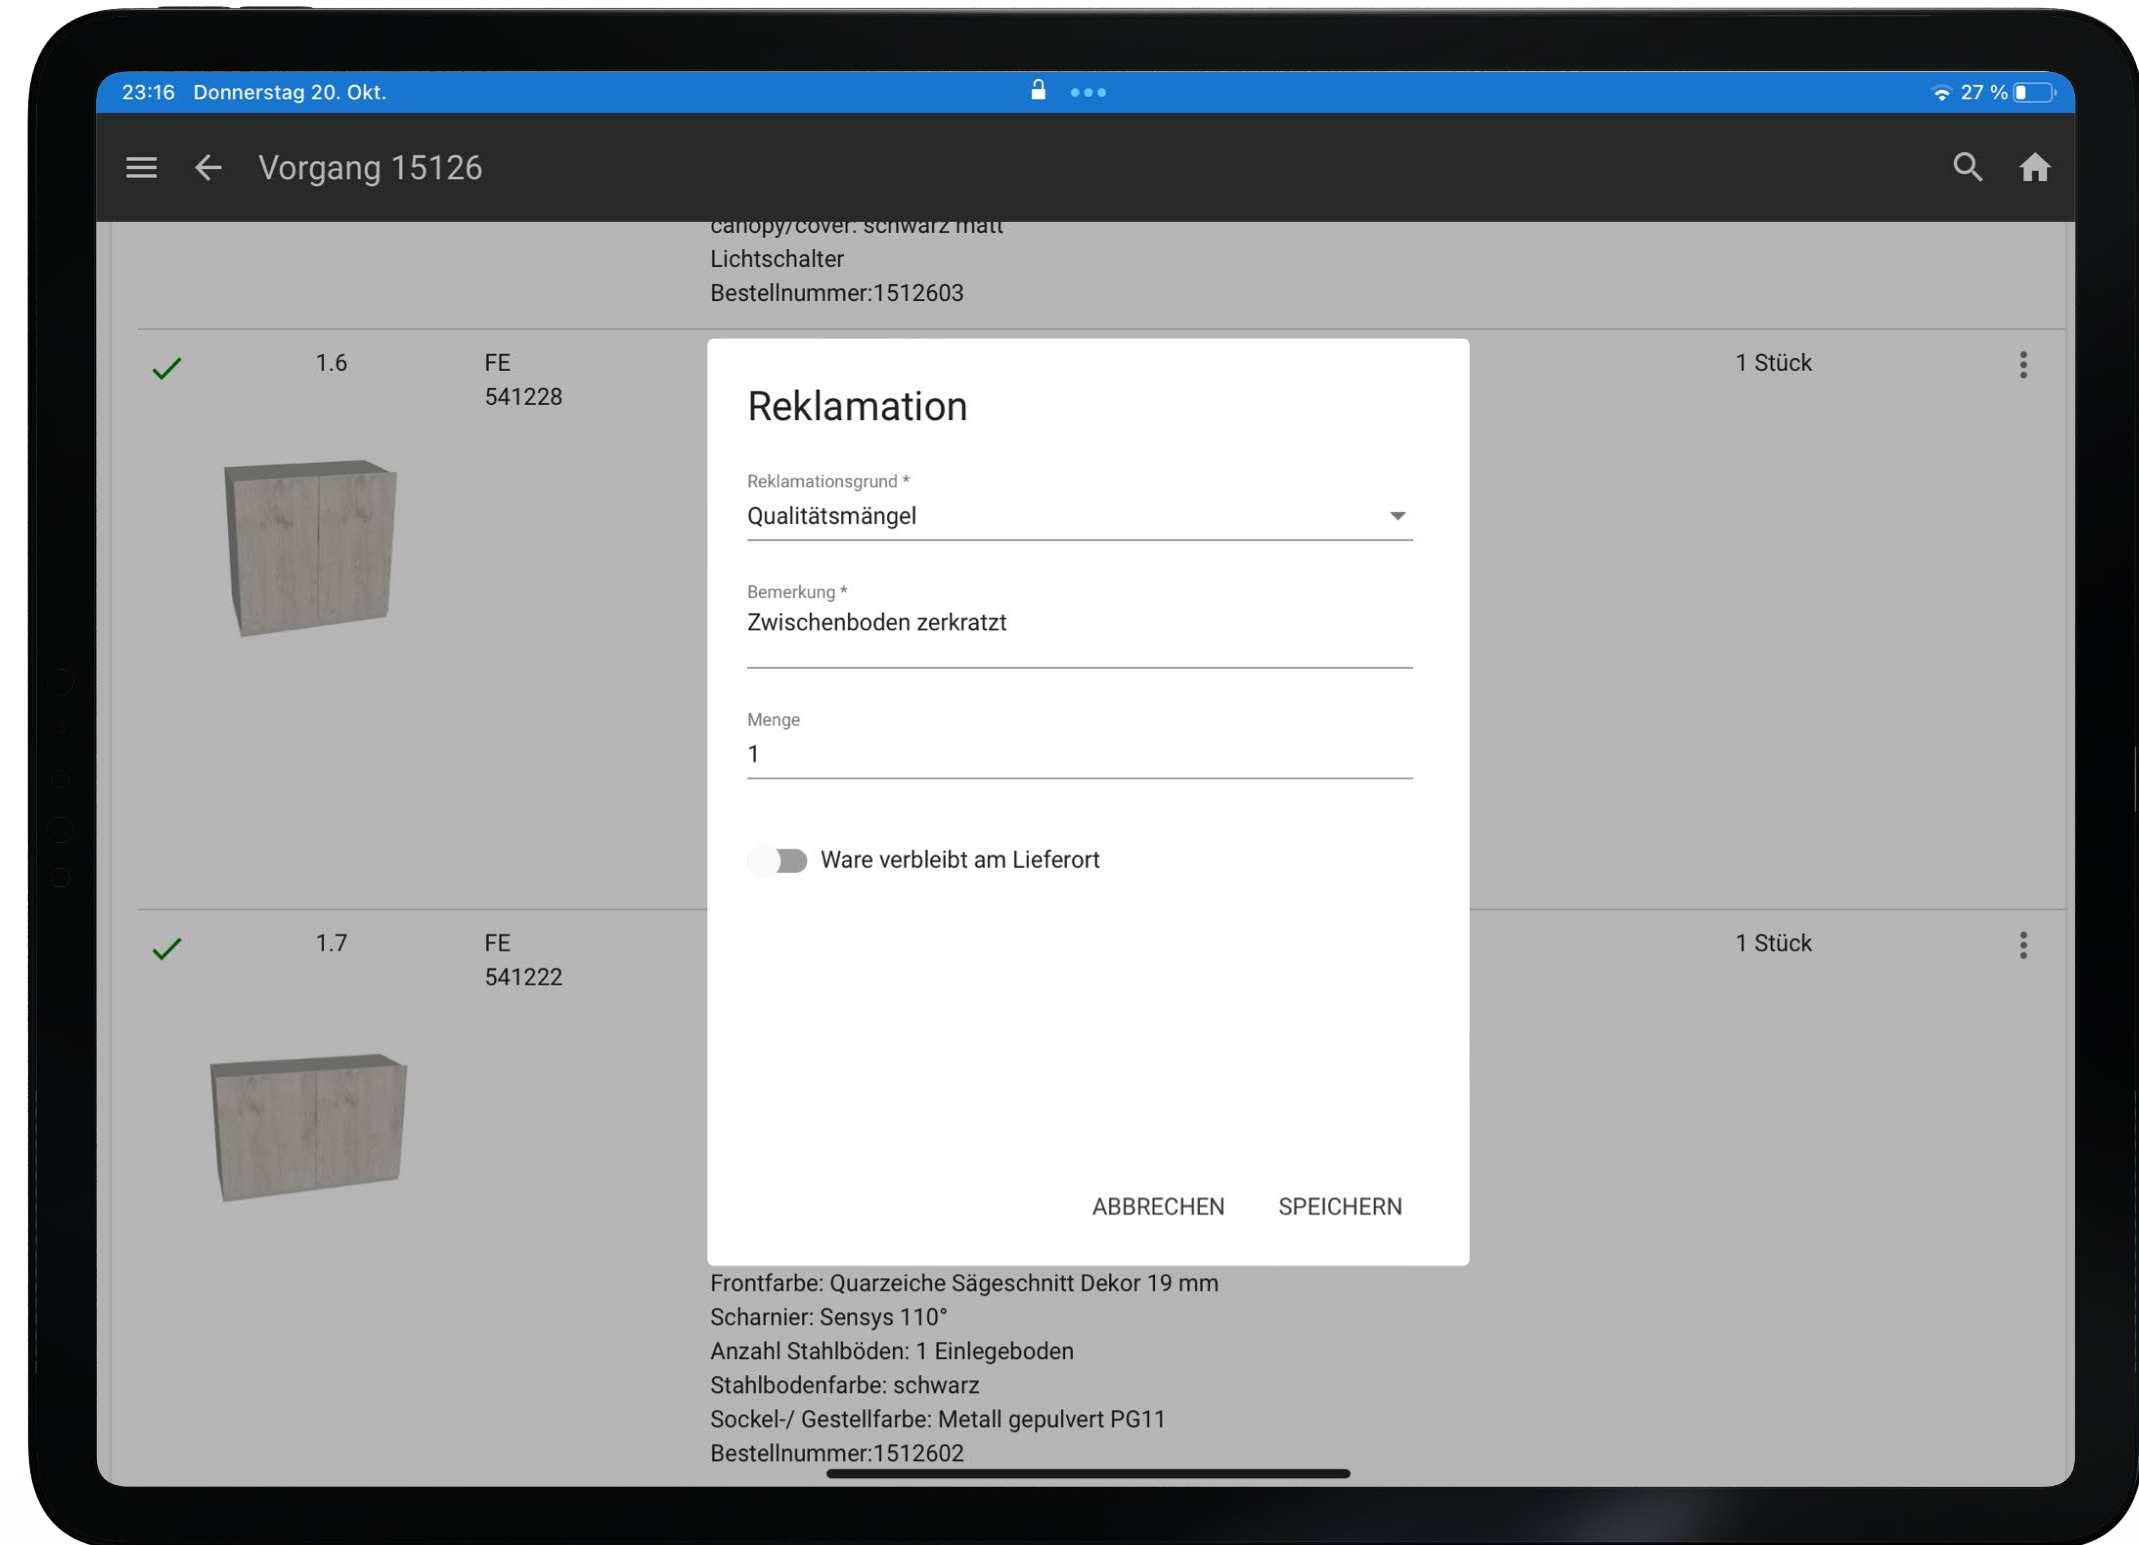 23:16 Donnerstag 20. Okt.
27 %
Vorgang 15126
canopy/cover: schwarz matt
Lichtschalter
Bestellnummer:1512603
1.6
FE
541228
1 Stück
Reklamation
Reklamationsgrund *
Qualitätsmängel
Bemerkung *
Zwischenboden zerkratzt
Menge
1
Ware verbleibt am Lieferort
1.7
FE
541222
1 Stück
ABBRECHEN SPEICHERN
Frontfarbe: Quarzeiche Sägeschnitt Dekor 19 mm
Scharnier: Sensys 110°
Anzahl Stahlböden: 1 Einlegeboden
Stahlbodenfarbe: schwarz
Sockel-/ Gestellfarbe: Metall gepulvert PG11
Bestellnummer:1512602